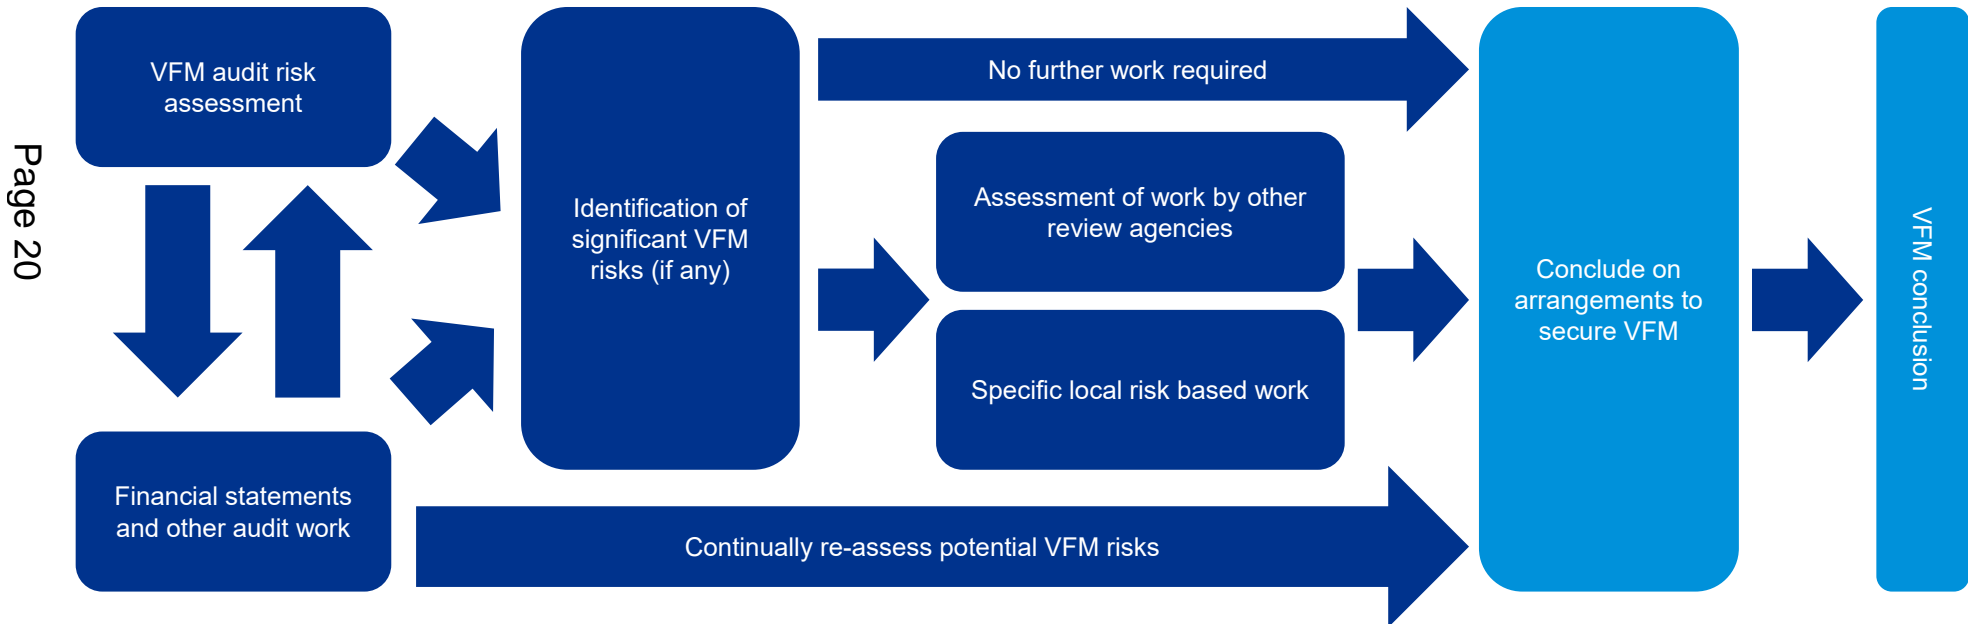 Page 20
VFM audit risk
assessment
Financial statements
and other audit work
Identification of
significant VFM
risks (if any)
No further work required
Assessment of work by other
review agencies
Specific local risk based work
Continually re-assess potential VFM risks
Conclude on
arrangements to
secure VFM
VFM conclusion